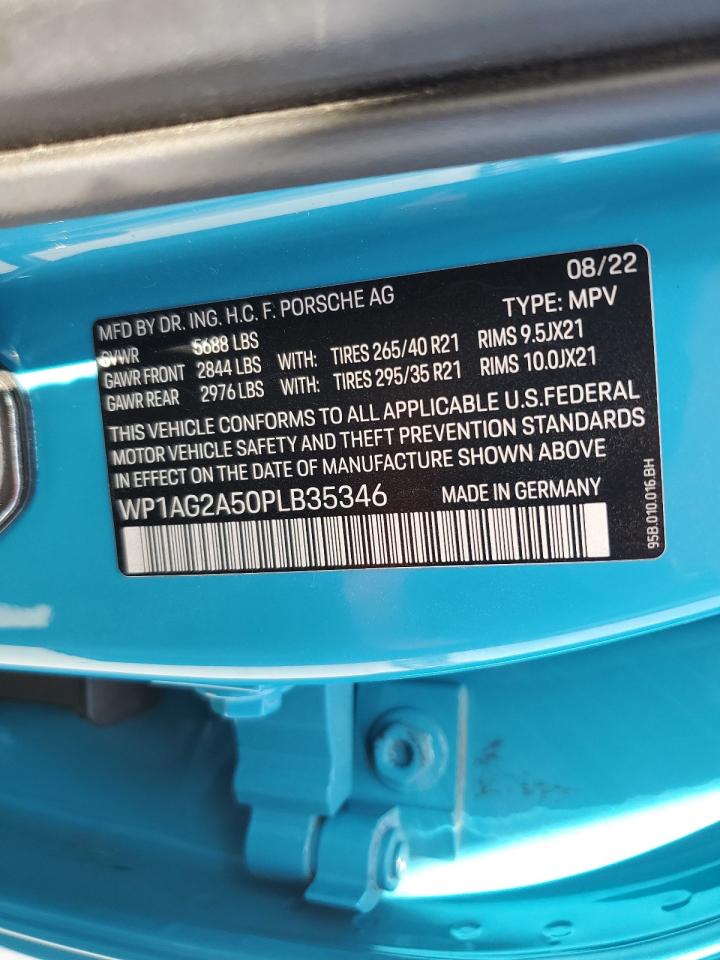 08/22
MFD BY DR. ING. H.C. F. PORSCHE AG TYPE: MPV
GVWR 5688 LBS
GAWR FRONT 2844 LBS WITH: TIRES 265/40 R21 RIMS 9.5JX21
GAWR REAR 2976 LBS WITH: TIRES 295/35 R21 RIMS 10.0JX21
THIS VEHICLE CONFORMS TO ALL APPLICABLE U.S.FEDERAL
MOTOR VEHICLE SAFETY AND THEFT PREVENTION STANDARDS
IN EFFECT ON THE DATE OF MANUFACTURE SHOWN ABOVE
WP1AG2A50PLB35346 MADE IN GERMANY
95B.010.016.BH